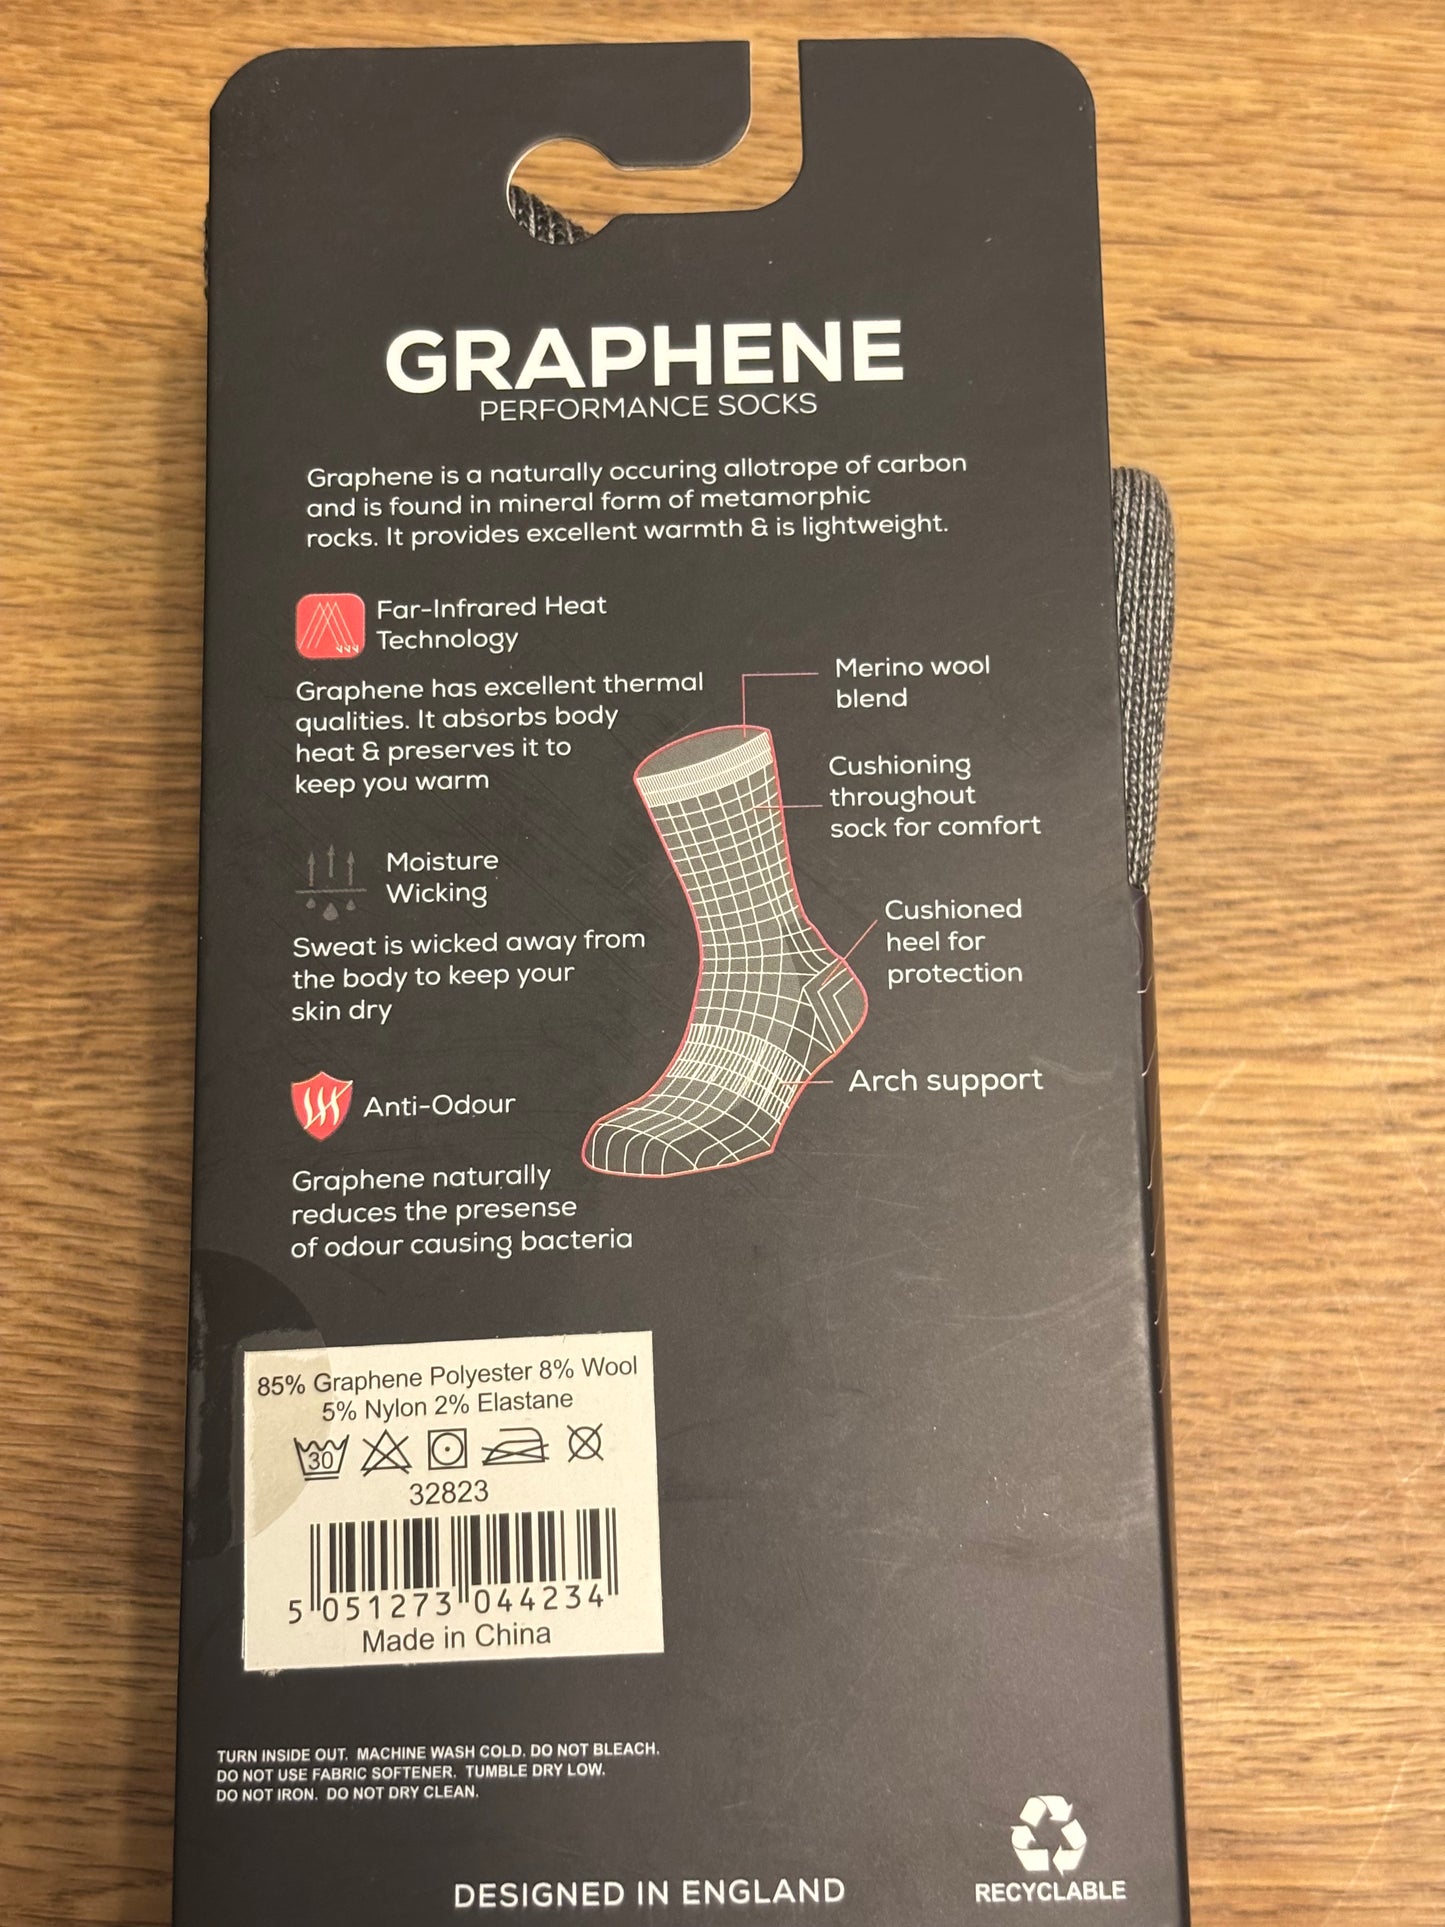 GRAPHENE
PERFORMANCE SOCKS
Graphene is a naturally occuring allotrope of carbon
and is found in mineral form of metamorphic
rocks. It provides excellent warmth & is lightweight.
Far-Infrared Heat
Technology
Graphene has excellent thermal
qualities. It absorbs body
heat & preserves it to
keep you warm
Moisture
Wicking
Sweat is wicked away from
the body to keep your
skin dry
Anti-Odour
Graphene naturally
reduces the presense
of odour causing bacteria
Merino wool
blend
Cushioning
throughout
sock for comfort
Cushioned
heel for
protection
Arch support
85% Graphene Polyester 8% Wool
5% Nylon 2% Elastane
30
32823
5 051273 044234
Made in China
TURN INSIDE OUT. MACHINE WASH COLD. DO NOT BLEACH.
DO NOT USE FABRIC SOFTENER. TUMBLE DRY LOW.
DO NOT IRON. DO NOT DRY CLEAN.
DESIGNED IN ENGLAND
RECYCLABLE